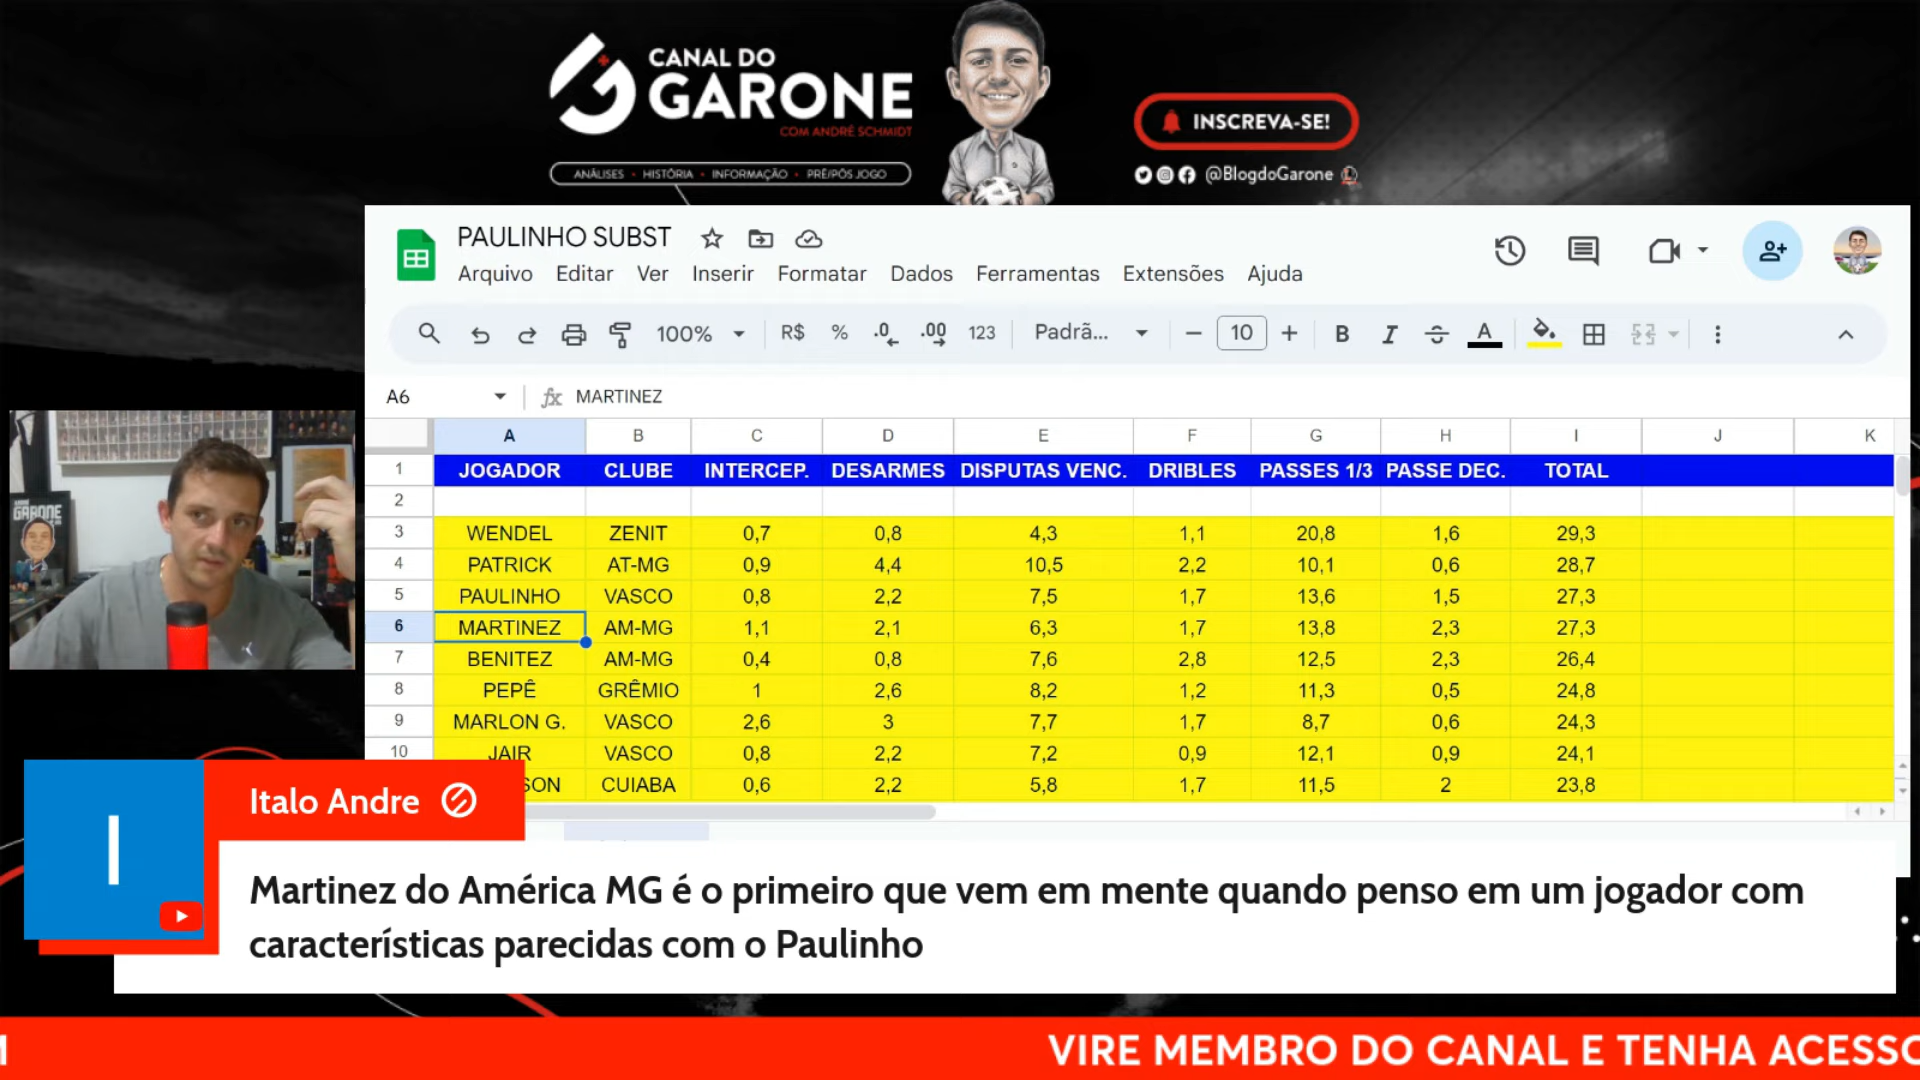 CANAL DO
GARONE
COM ANDRÉ SCHMIDT
ANÁLISES • HISTÓRIA • INFORMAÇÃO • PRÉ/PÓS JOGO
INSCREVA-SE!
@BlogdoGarone
PAULINHO SUBST
Arquivo Editar Ver Inserir Formatar Dados Ferramentas Extensões Ajuda
100% R$ % .0 .00 123 Padrã... 10 B I A
A6 fx MARTINEZ
A B C D E F G H I J K
1 JOGADOR CLUBE INTERCEP. DESARMES DISPUTAS VENC. DRIBLES PASSES 1/3 PASSE DEC. TOTAL
2
3 WENDEL ZENIT 0,7 0,8 4,3 1,1 20,8 1,6 29,3
4 PATRICK AT-MG 0,9 4,4 10,5 2,2 10,1 0,6 28,7
5 PAULINHO VASCO 0,8 2,2 7,5 1,7 13,6 1,5 27,3
6 MARTINEZ AM-MG 1,1 2,1 6,3 1,7 13,8 2,3 27,3
7 BENITEZ AM-MG 0,4 0,8 7,6 2,8 12,5 2,3 26,4
8 PEPÊ GRÊMIO 1 2,6 8,2 1,2 11,3 0,5 24,8
9 MARLON G. VASCO 2,6 3 7,7 1,7 8,7 0,6 24,3
10 JAIR VASCO 0,8 2,2 7,2 0,9 12,1 0,9 24,1
SON CUIABA 0,6 2,2 5,8 1,7 11,5 2 23,8
GARONE
I
Italo Andre
Martinez do América MG é o primeiro que vem em mente quando penso em um jogador com
características parecidas com o Paulinho
VIRE MEMBRO DO CANAL E TENHA ACESSO